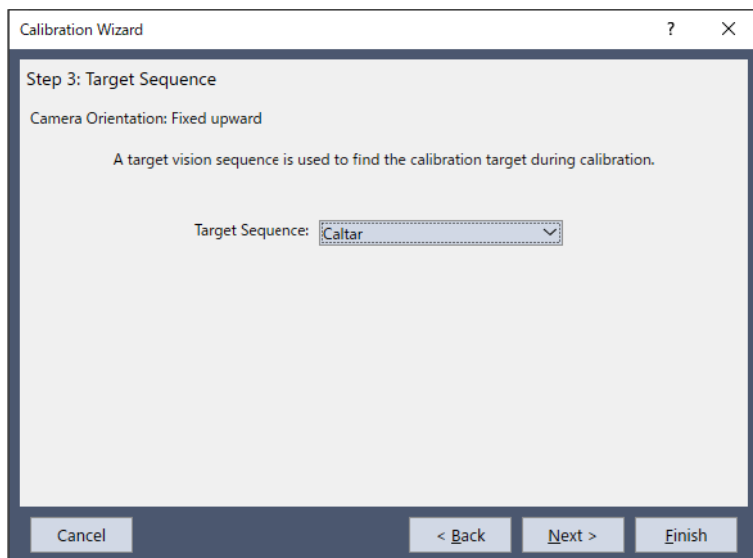 Calibration Wizard
Step 3: Target Sequence
Camera Orientation: Fixed upward
A target vision sequence is used to find the calibration target during calibration.
Target Sequence: Caltar
Cancel < Back Next > Finish